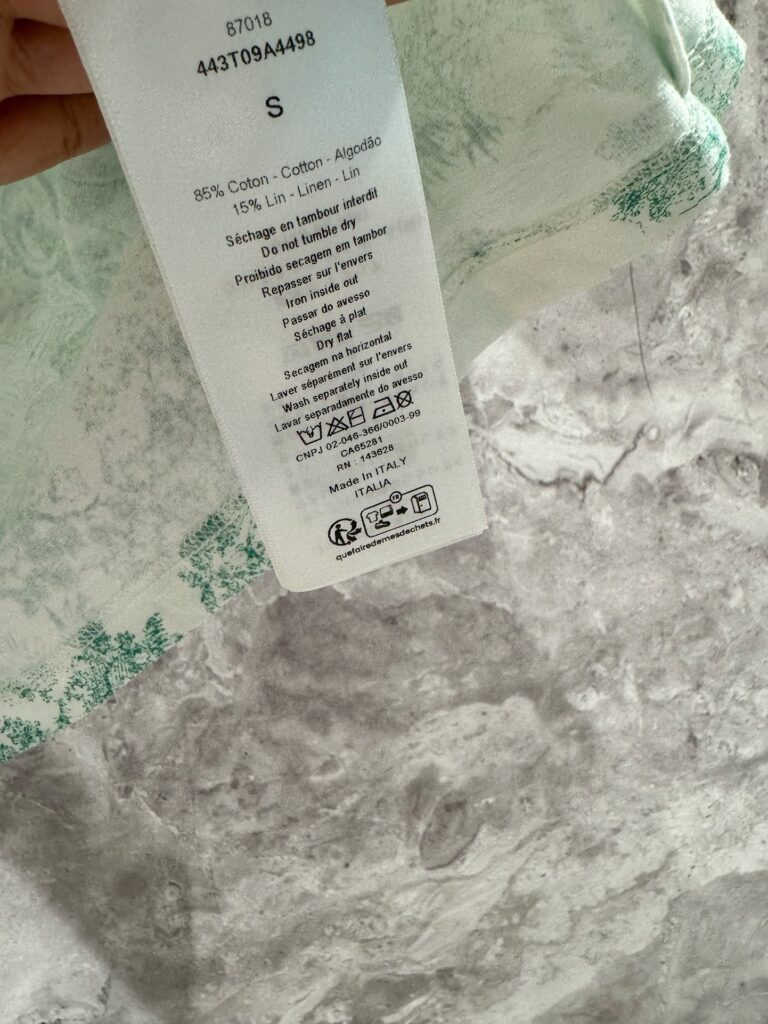 87018
443T09A4498
S
85% Coton - Cotton - Algodão
15% Lin - Linen - Lin
Séchage en tambour interdit
Do not tumble dry
Proibido secagem em tambor
Repasser sur l'envers
Iron inside out
Passar do avesso
Séchage à plat
Dry flat
Secagem na horizontal
Laver séparément sur l'envers
Wash separately inside out
Lavar separadamente do avesso
CNPJ 02-046-366/0003-99
CA65281
RN : 143628
Made In ITALY
ITALIA
FR
quefairedemesdechets.fr